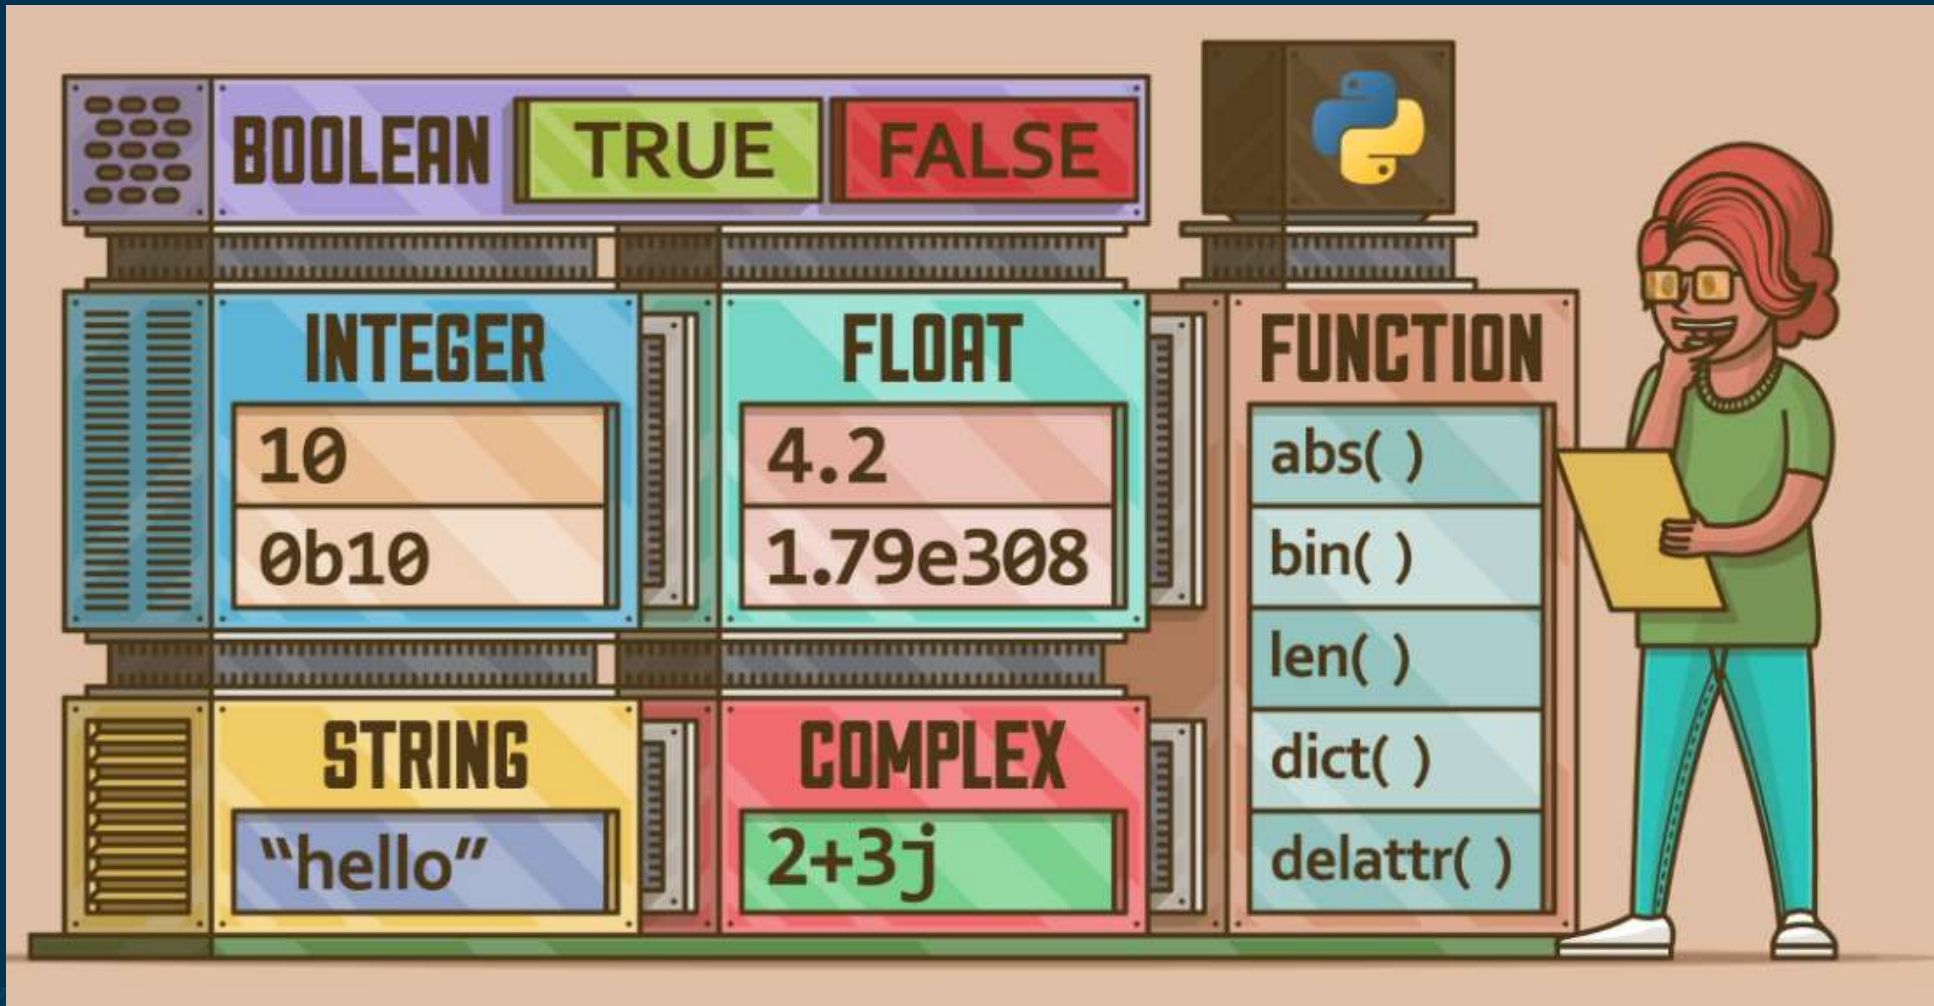 BOOLEAN TRUE FALSE
INTEGER
10
0b10
FLOAT
4.2
1.79e308
STRING
“hello”
COMPLEX
2+3j
FUNCTION
abs( )
bin( )
len( )
dict( )
delattr( )